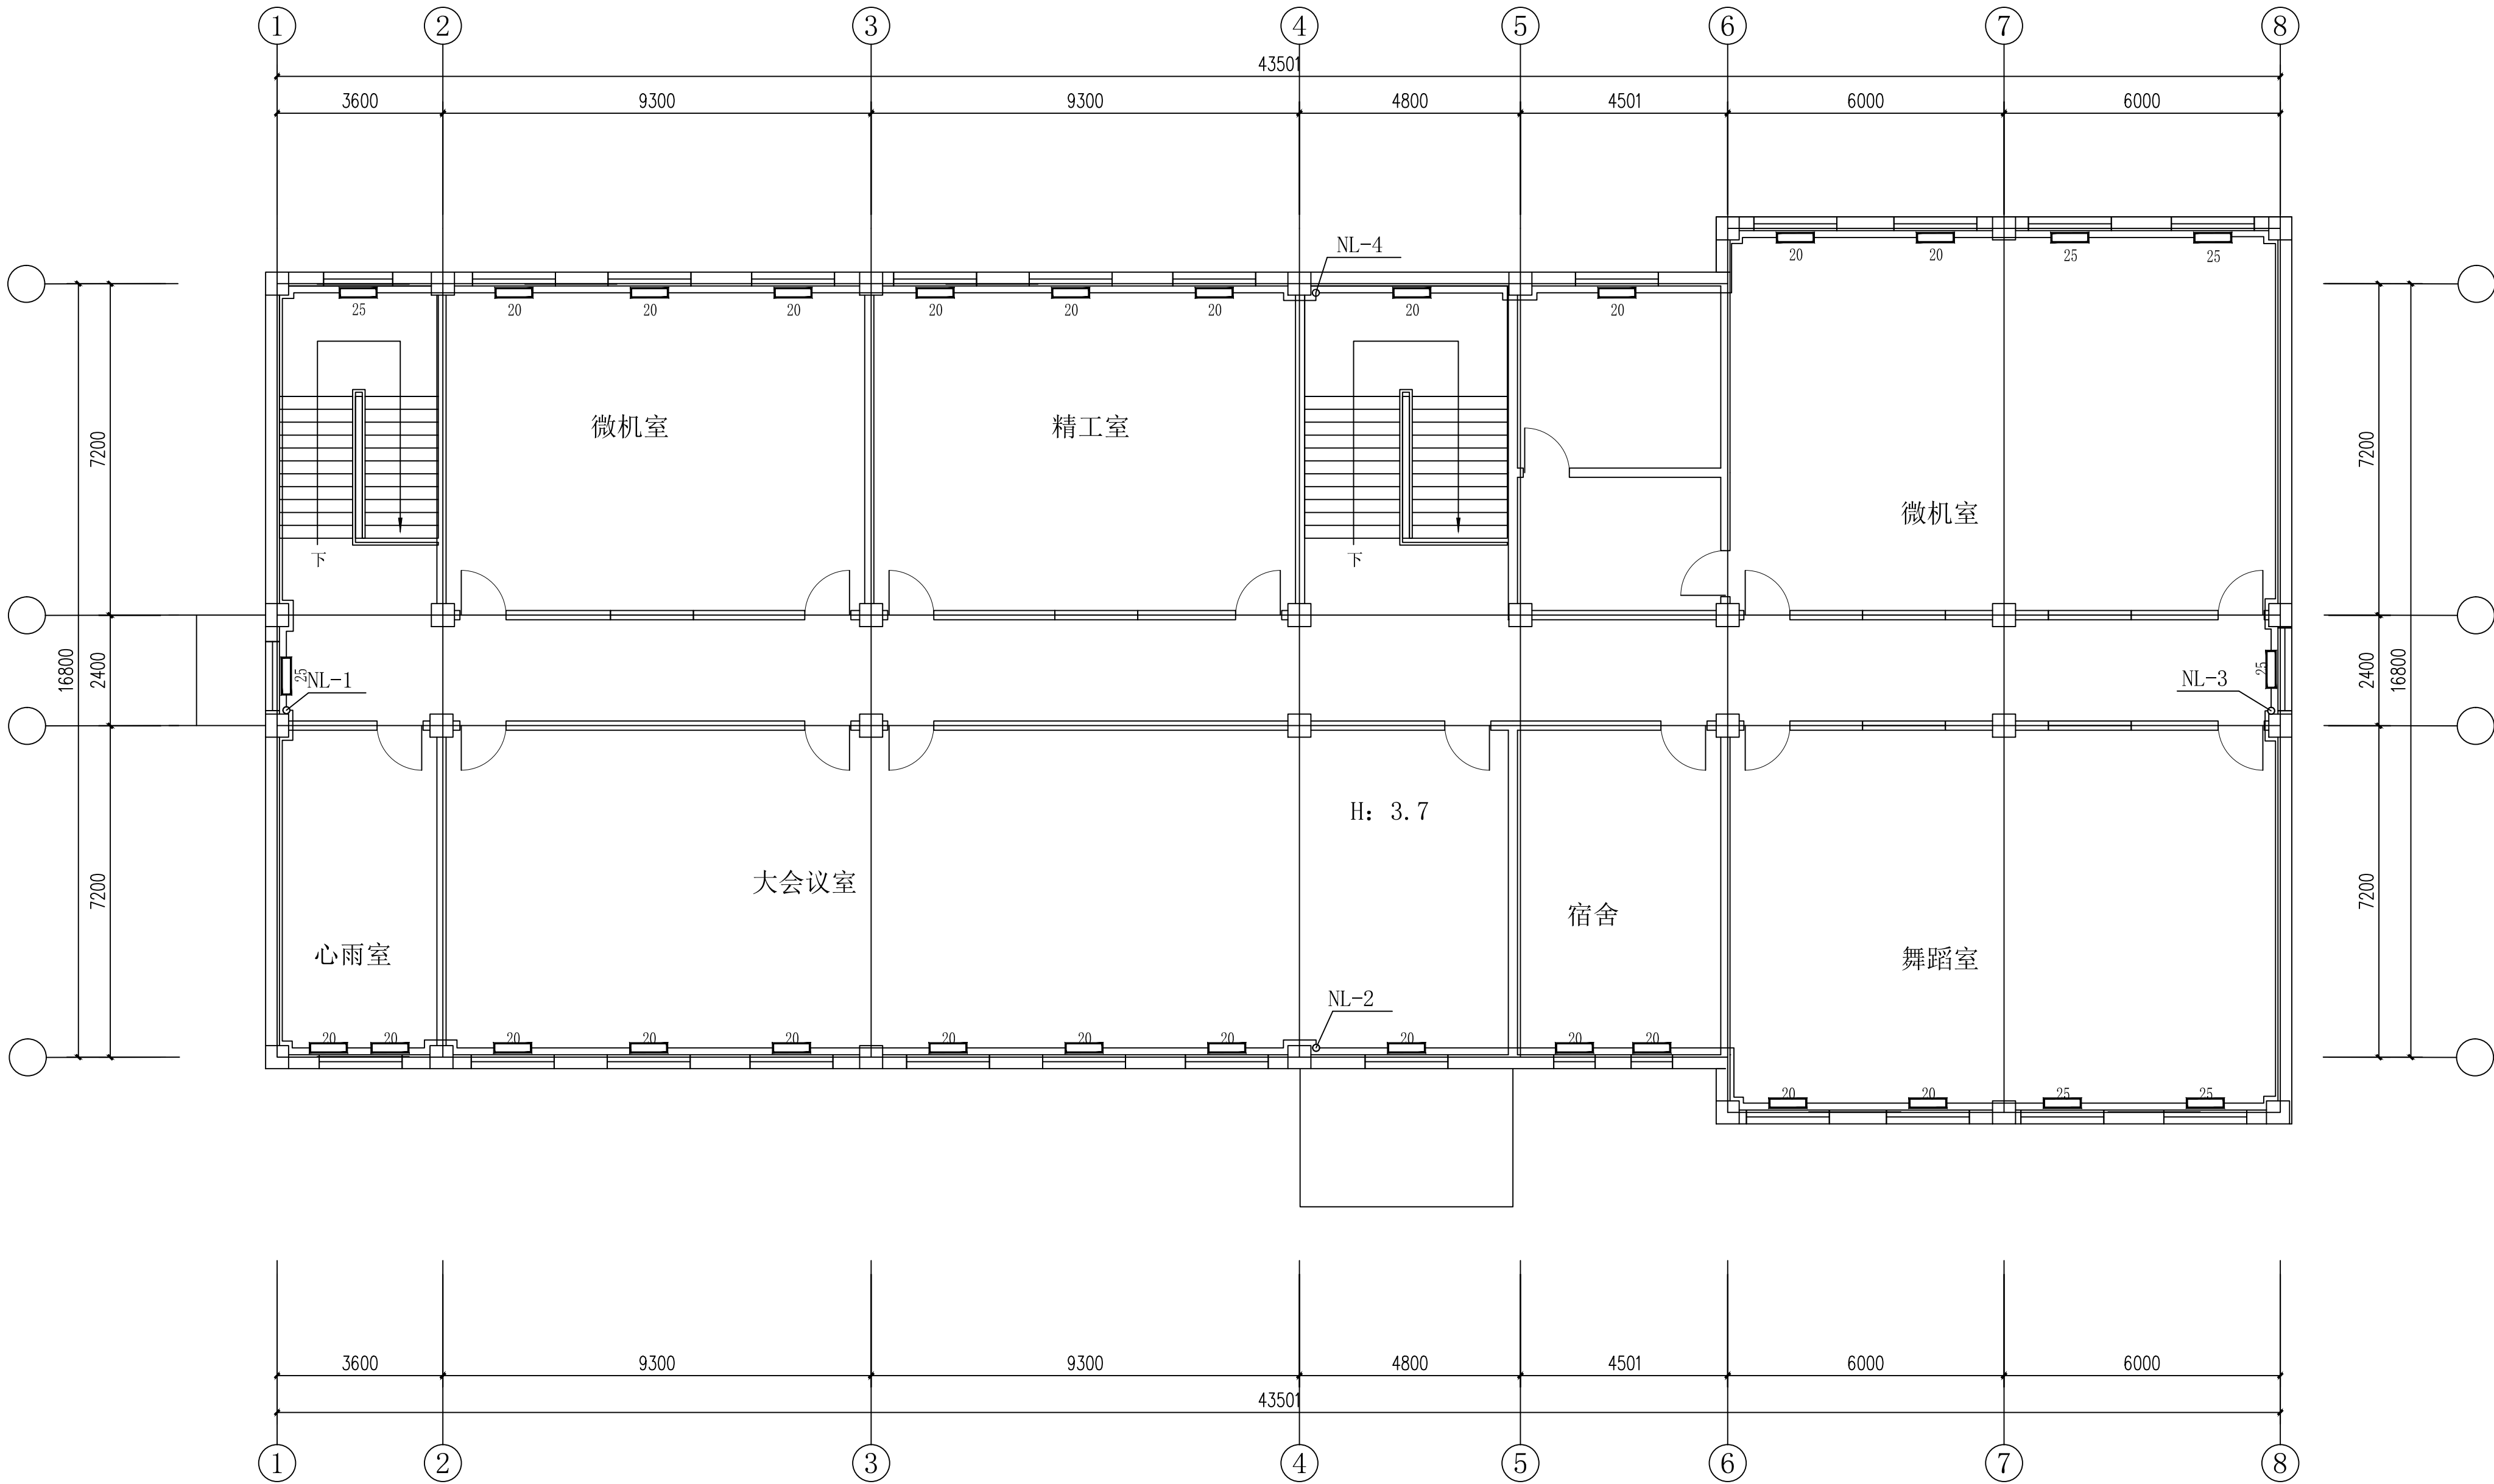 1 2 3 4 5 6 7 8
43501
3600 9300 9300 4800 4501 6000 6000
NL-4
20 20 25 25
25 20 20 20 20 20 20 20 20
7200 7200
微机室 精工室
微机室
下 下
16800 2400 25 NL-1 NL-3 25 2400 16800
H: 3.7
7200 大会议室 7200
宿舍
心雨室 舞蹈室
NL-2
20 20 20 20 20 20 20 20 20 20 20
20 20 25 25
3600 9300 9300 4800 4501 6000 6000
43501
1 2 3 4 5 6 7 8